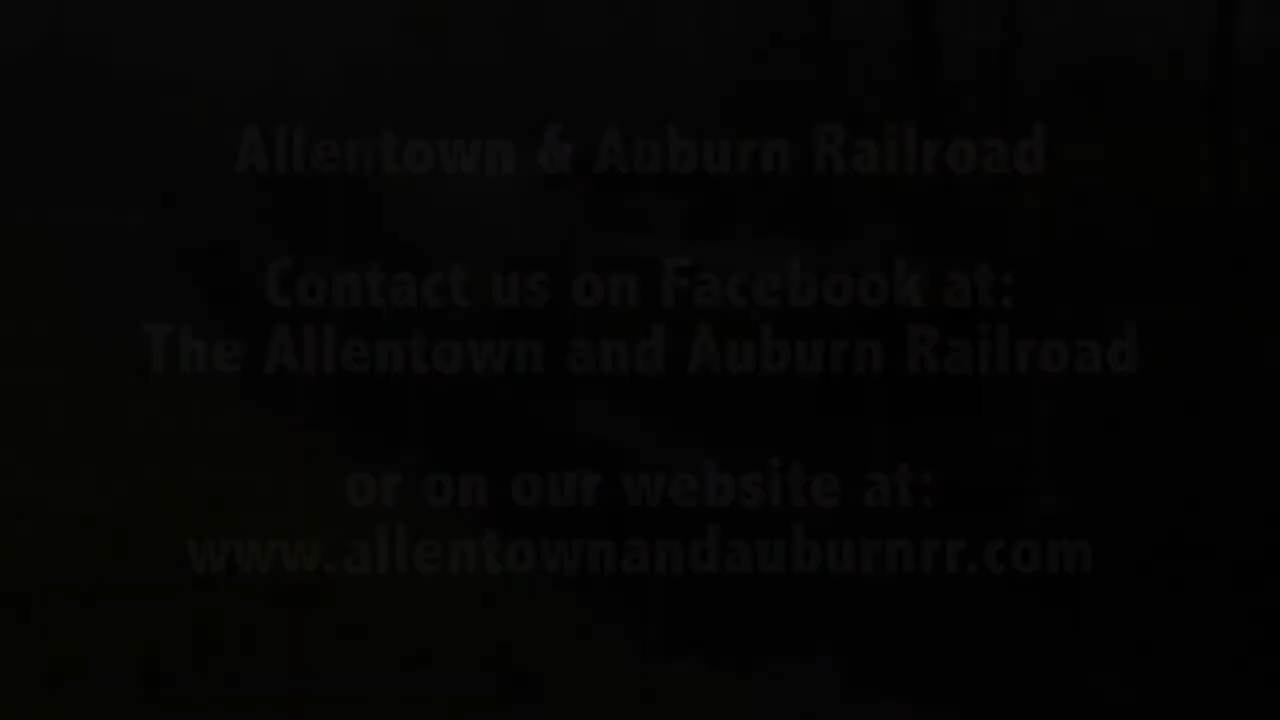 Allentown & Auburn Railroad
Contact us on Facebook at:
The Allentown and Auburn Railroad
or on our website at:
www.allentownandauburnrr.com